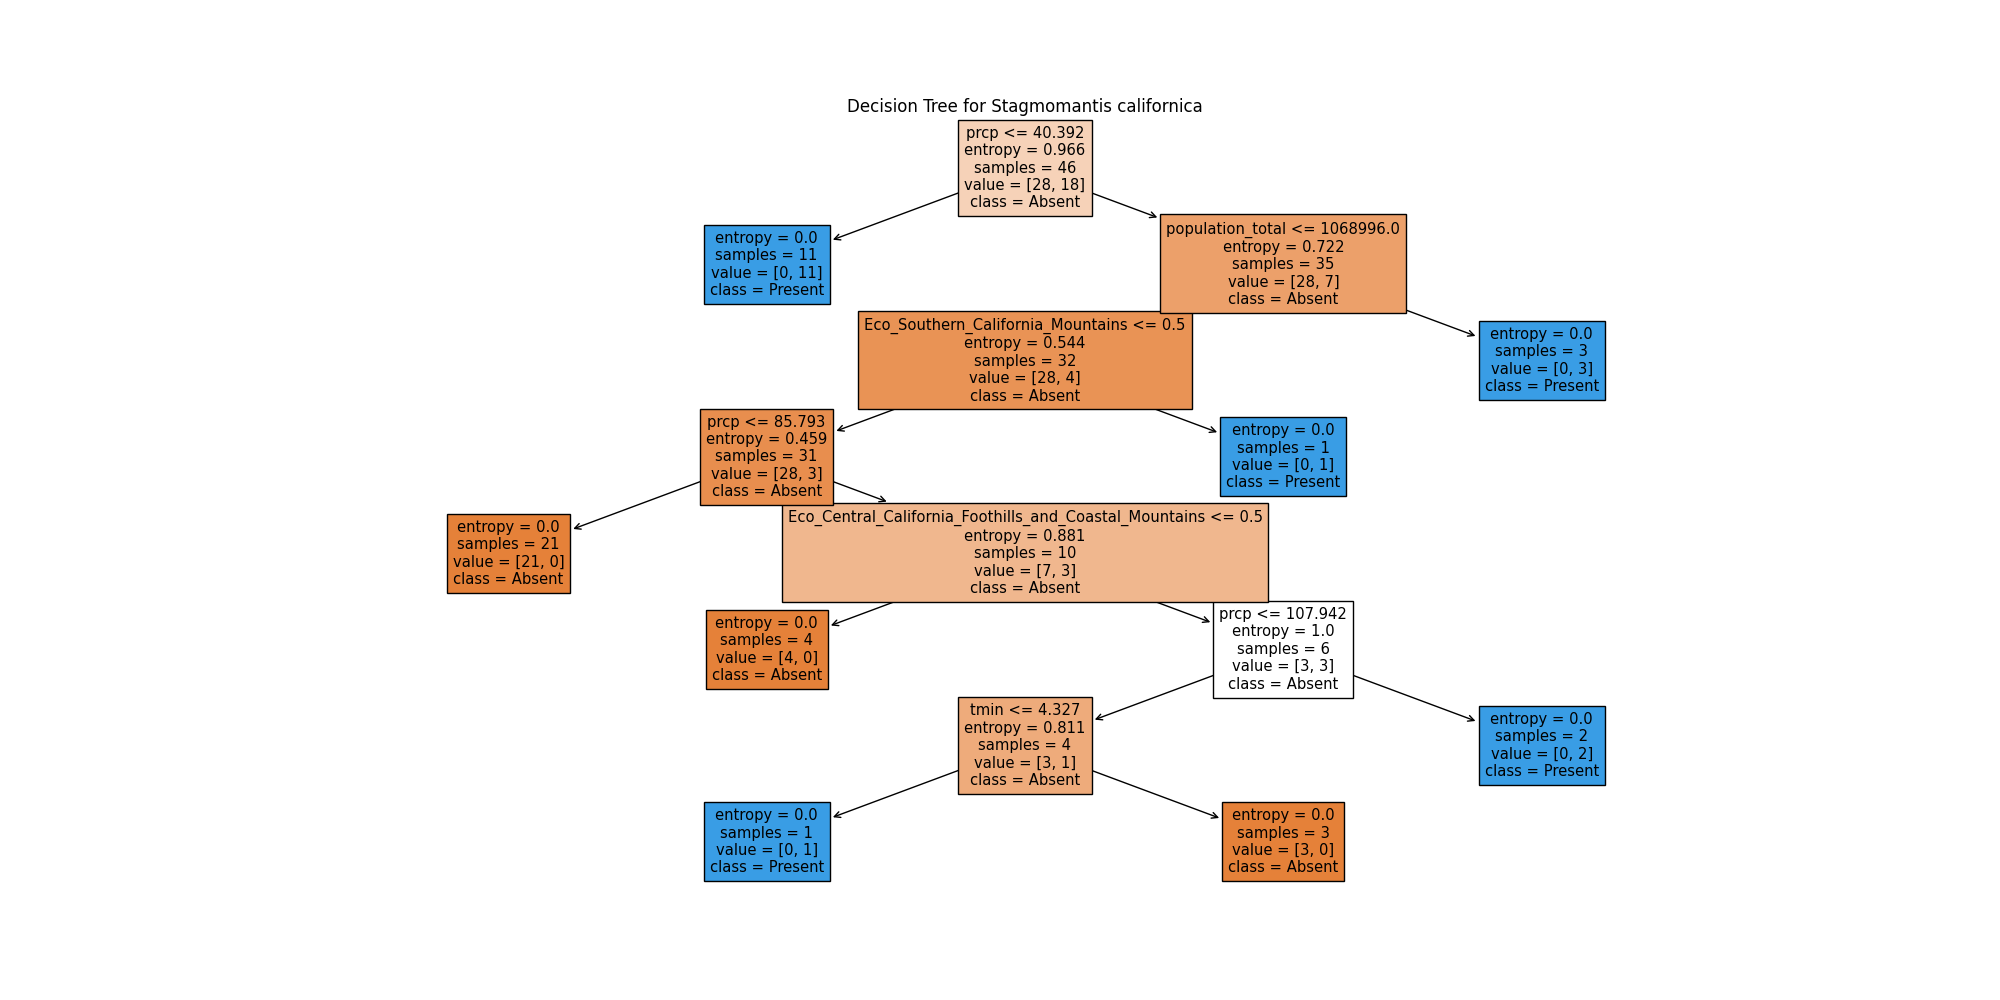 Decision Tree for Stagmomantis californica
prcp <= 40.392
entropy = 0.966
samples = 46
value = [28, 18]
class = Absent
entropy = 0.0
samples = 11
value = [0, 11]
class = Present
population_total <= 1068996.0
entropy = 0.722
samples = 35
value = [28, 7]
class = Absent
Eco_Southern_California_Mountains <= 0.5
entropy = 0.544
samples = 32
value = [28, 4]
class = Absent
entropy = 0.0
samples = 3
value = [0, 3]
class = Present
prcp <= 85.793
entropy = 0.459
samples = 31
value = [28, 3]
class = Absent
entropy = 0.0
samples = 1
value = [0, 1]
class = Present
entropy = 0.0
samples = 21
value = [21, 0]
class = Absent
Eco_Central_California_Foothills_and_Coastal_Mountains <= 0.5
entropy = 0.881
samples = 10
value = [7, 3]
class = Absent
entropy = 0.0
samples = 4
value = [4, 0]
class = Absent
prcp <= 107.942
entropy = 1.0
samples = 6
value = [3, 3]
class = Absent
tmin <= 4.327
entropy = 0.811
samples = 4
value = [3, 1]
class = Absent
entropy = 0.0
samples = 2
value = [0, 2]
class = Present
entropy = 0.0
samples = 1
value = [0, 1]
class = Present
entropy = 0.0
samples = 3
value = [3, 0]
class = Absent